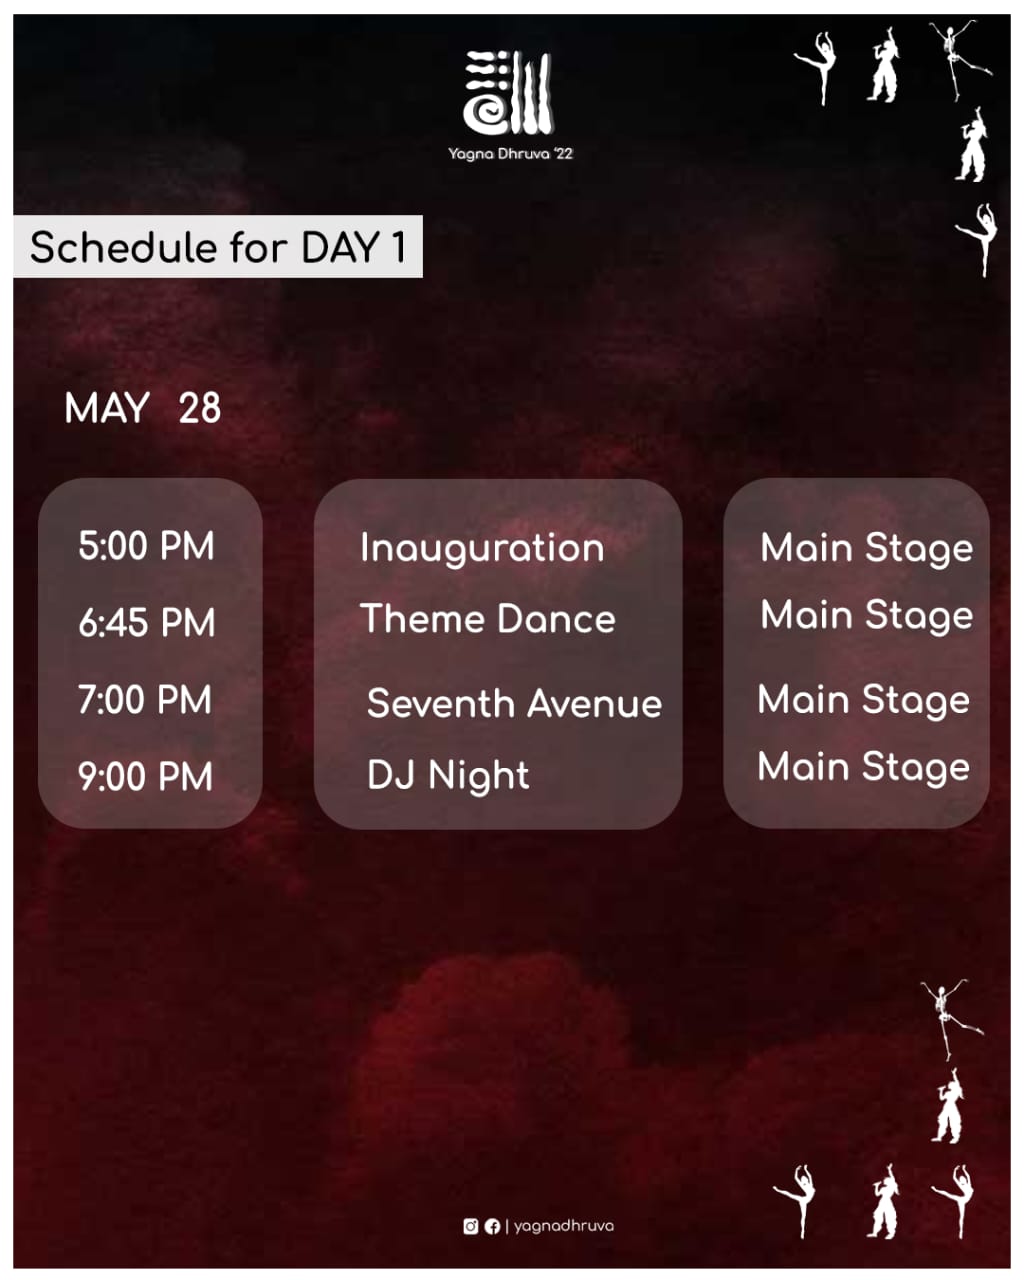 Yagna Dhruva ‘22
Schedule for DAY 1
MAY 28
5:00 PM Inauguration Main Stage
6:45 PM Theme Dance Main Stage
7:00 PM Seventh Avenue Main Stage
9:00 PM DJ Night Main Stage
| yagnadhruva